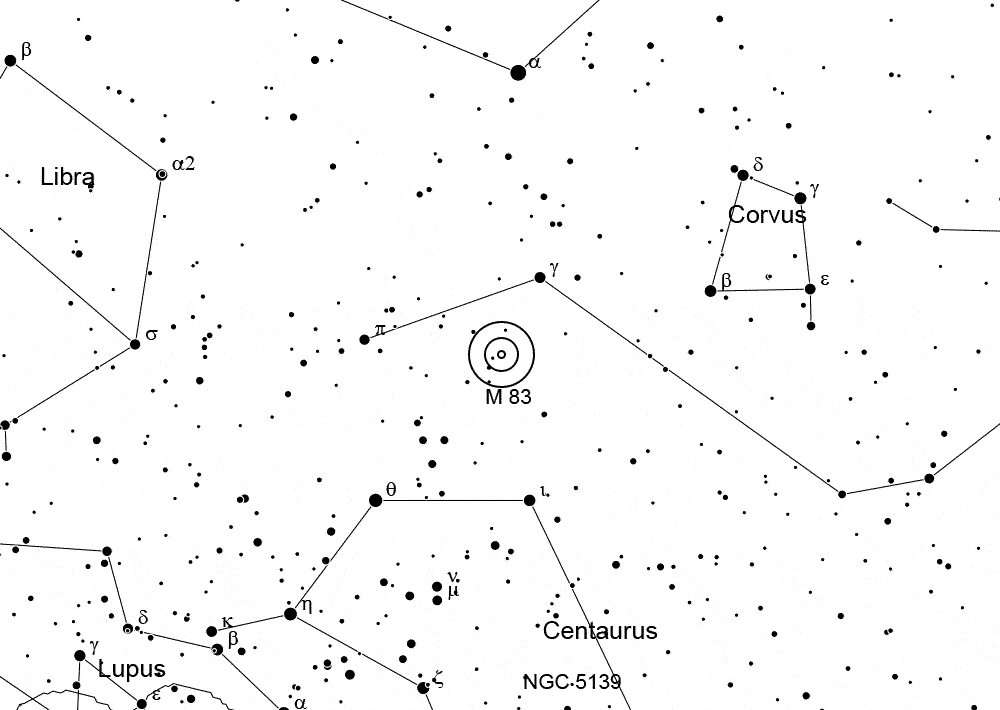 β
α
α2
Libra
δ
γ
Corvus
γ
β
ε
σ
π
M 83
θ
ι
ν
μ
η
δ
κ
β
Centaurus
γ
Lupus
ζ
NGC 5139
ε
α